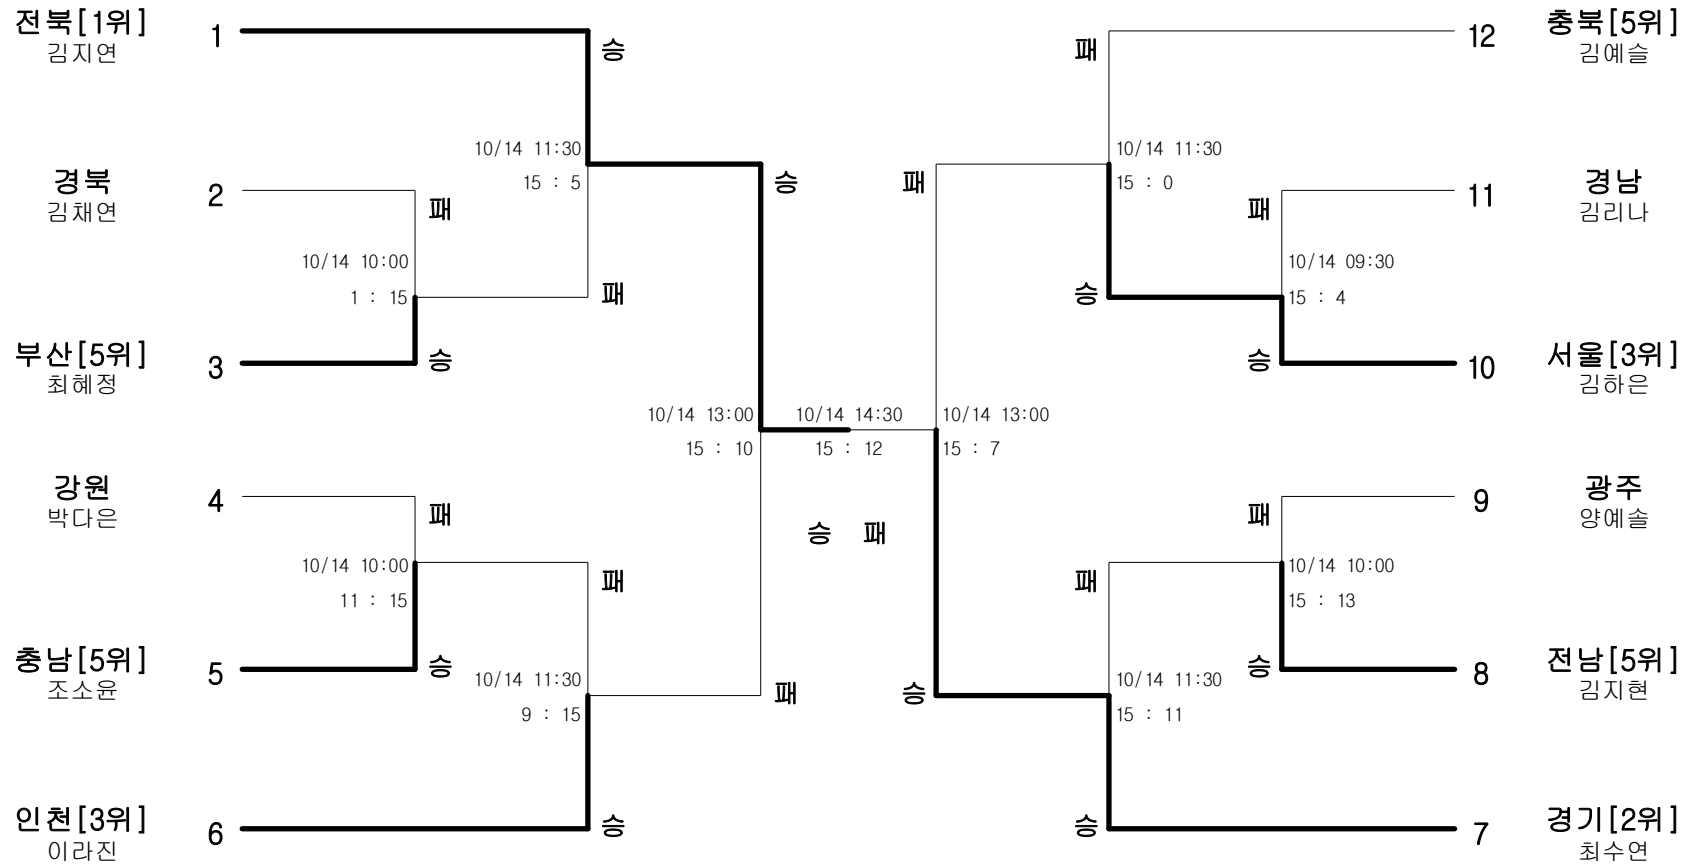 전북[1위]
김지연
1
승
경북
김채연
2
패
10/14 11:30
15 : 5
승
10/14 10:00
1 : 15
패
부산[5위]
최혜정
3
승
10/14 13:00
15 : 10
강원
박다은
4
패
10/14 10:00
11 : 15
패
충남[5위]
조소윤
5
승
10/14 11:30
9 : 15
패
인천[3위]
이라진
6
승
10/14 14:30
15 : 12
승 패
패
12
충북[5위]
김예슬
10/14 11:30
15 : 0
패
패
11
경남
김리나
10/14 09:30
15 : 4
승
승
10
서울[3위]
김하은
10/14 13:00
15 : 7
패
9
광주
양예솔
10/14 10:00
15 : 13
패
승
8
전남[5위]
김지현
10/14 11:30
15 : 11
승
승
7
경기[2위]
최수연